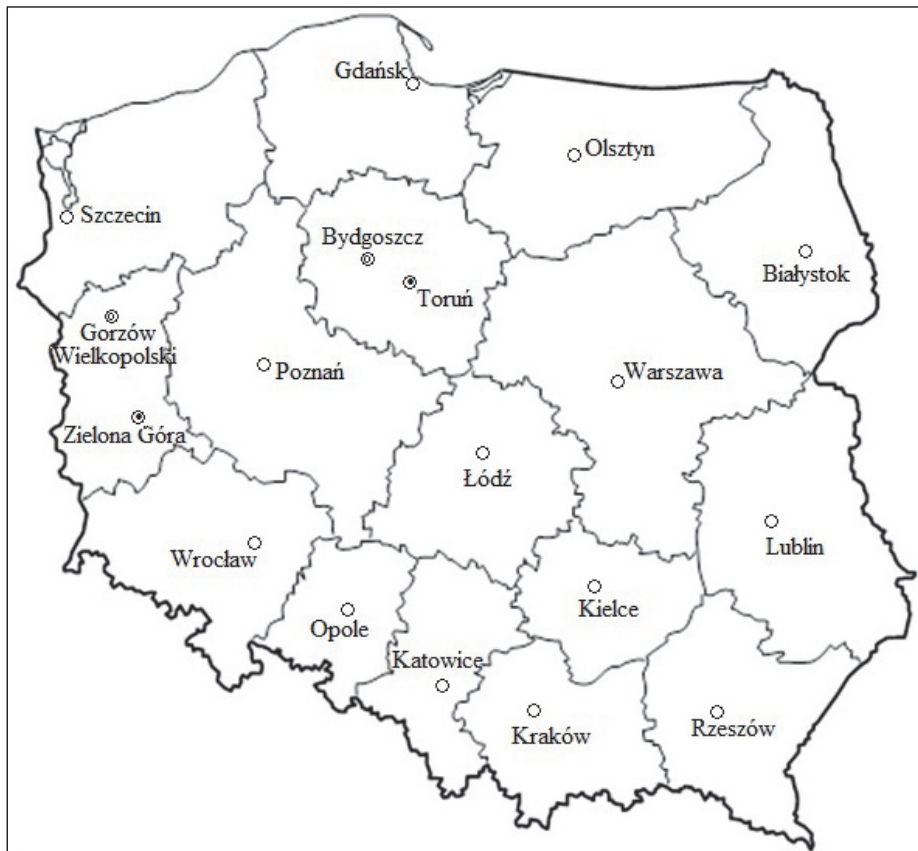 Gdańsk
Olsztyn
Szczecin
Bydgoszcz
Białystok
Toruń
Gorzów
Wielkopolski
Poznań
Warszawa
Zielona Góra
Łódź
Wrocław
Lublin
Kielce
Opole
Katowice
Kraków
Rzeszów